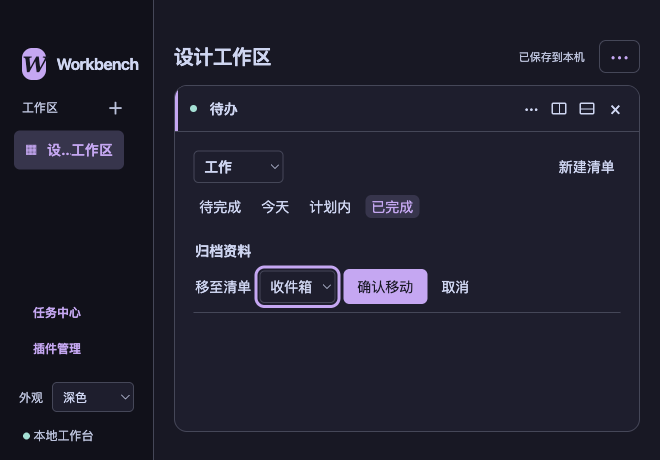 W Workbench
工作区 +
设...工作区
任务中心
插件管理
外观 深色
本地工作台
设计工作区
已保存到本机 ...
待办
工作
新建清单
待完成 今天 计划内 已完成
归档资料
移至清单 收件箱 确认移动 取消